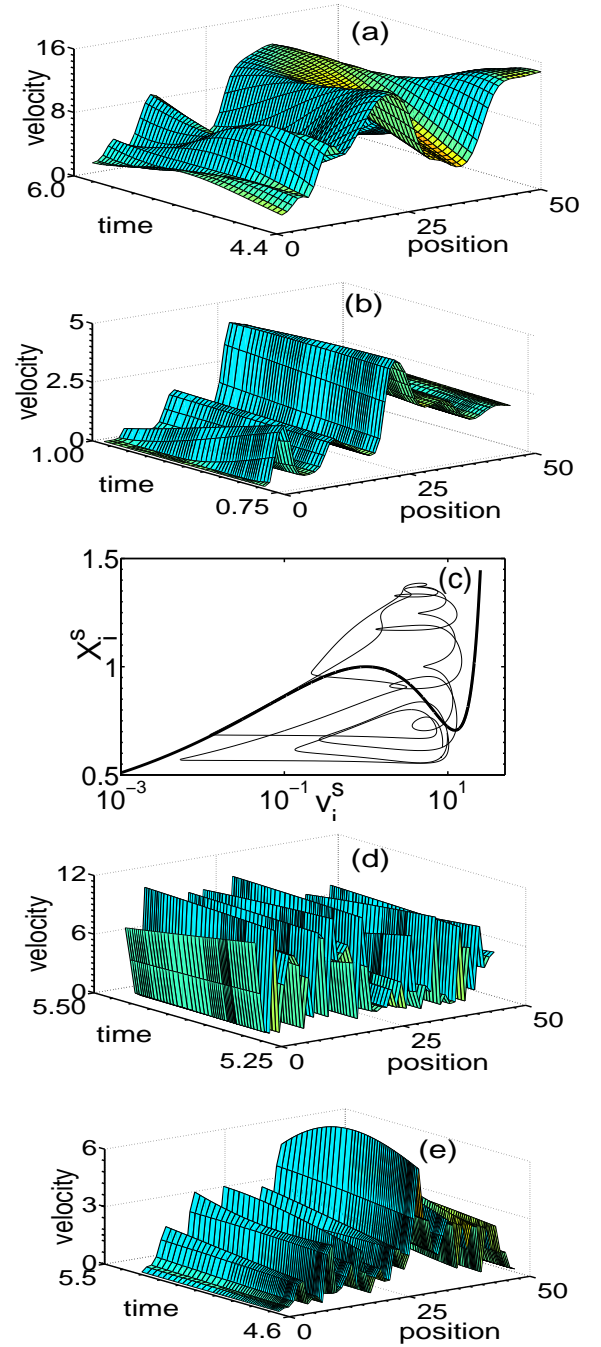 (a)
16
8
0
velocity
6.0
time
4.4
0
25
position
50
(b)
5
2.5
0
velocity
1.00
time
0.75
0
25
position
50
(c)
1.5
1
0.5
X_i^s
10^-3
10^-1
v_i^s
10^1
(d)
12
6
0
velocity
5.50
time
5.25
0
25
position
50
(e)
6
3
0
velocity
5.5
time
4.6
0
25
position
50